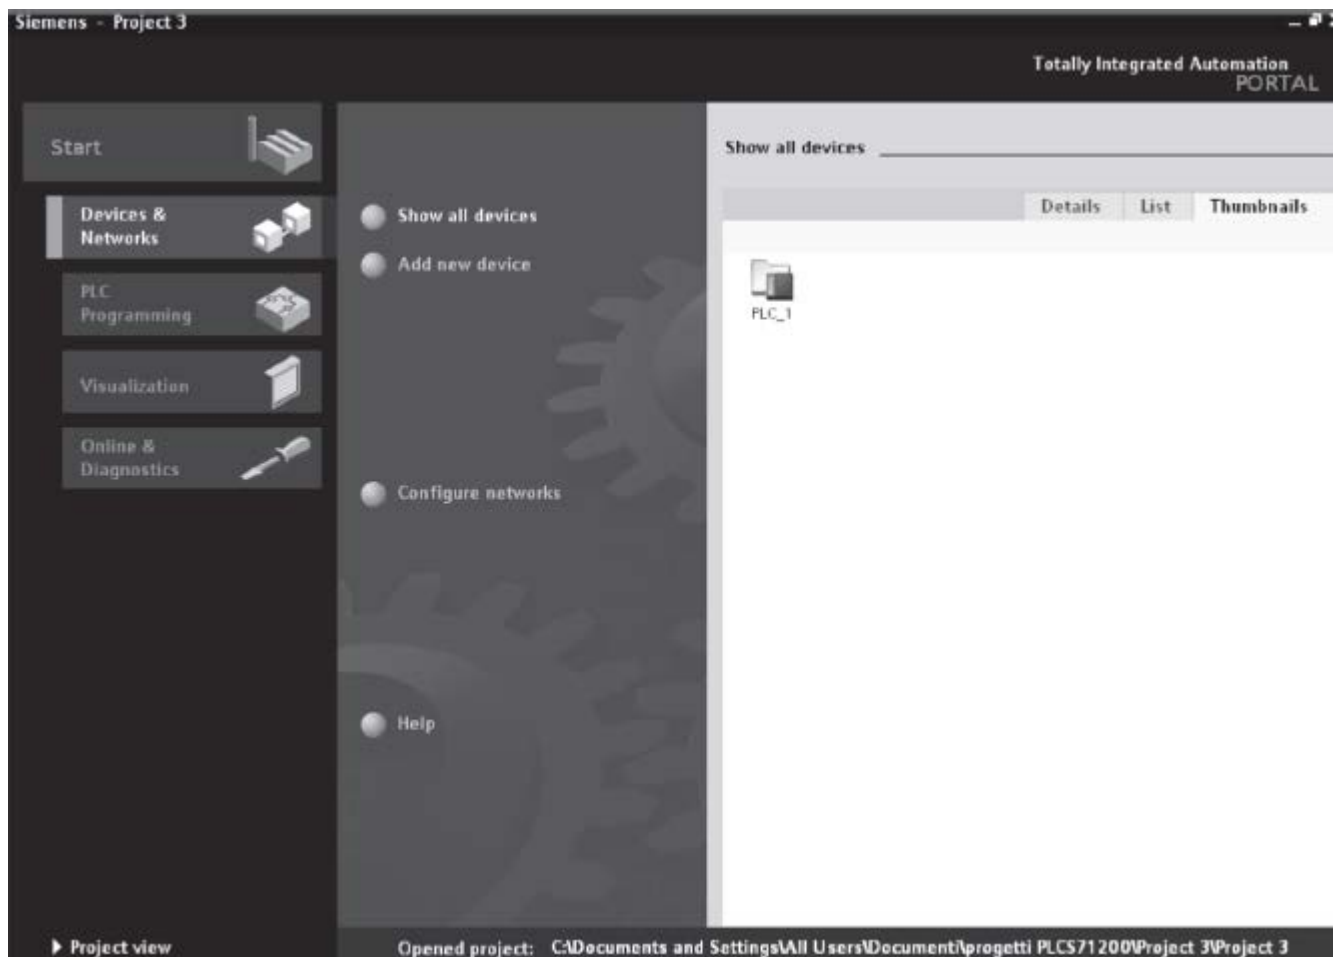 Siemens - Project 3
Totally Integrated Automation
PORTAL
Start
Devices &
Networks
PLC
Programming
Visualization
Online &
Diagnostics
Show all devices
Add new device
Configure networks
Help
Show all devices
Details List Thumbnails
PLC_1
Project view
Opened project: C:\Documents and Settings\All Users\Documenti\progetti PLCS71200\Project 3\Project 3